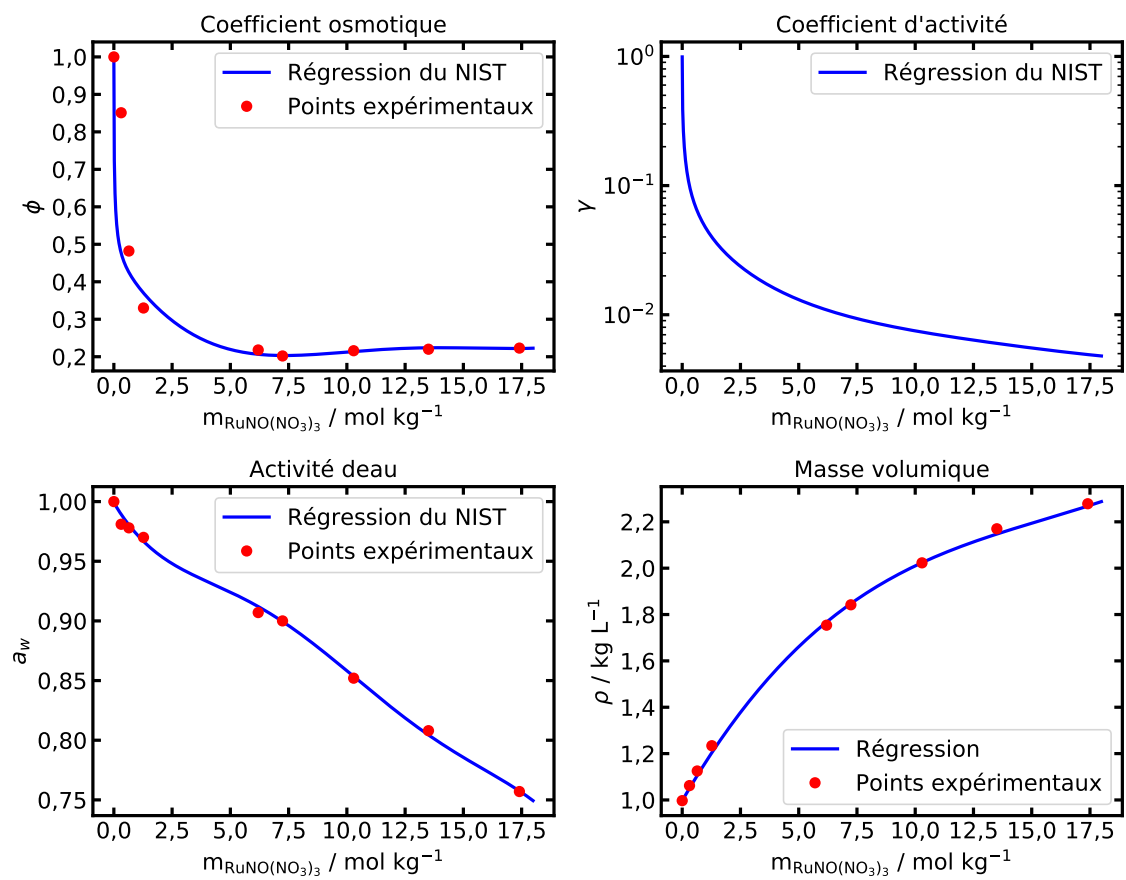 Coefficient osmotique
1,0
0,9
0,8
0,7
0,6
0,5
0,4
0,3
0,2
ϕ
Régression du NIST
Points expérimentaux
0,0 2,5 5,0 7,5 10,0 12,5 15,0 17,5
m_RuNO(NO₃)₃ / mol kg⁻¹
Coefficient d'activité
10⁰
10⁻¹
10⁻²
γ
Régression du NIST
0,0 2,5 5,0 7,5 10,0 12,5 15,0 17,5
m_RuNO(NO₃)₃ / mol kg⁻¹
Activité deau
1,00
0,95
0,90
0,85
0,80
0,75
a_w
Régression du NIST
Points expérimentaux
0,0 2,5 5,0 7,5 10,0 12,5 15,0 17,5
m_RuNO(NO₃)₃ / mol kg⁻¹
Masse volumique
2,2
2,0
1,8
1,6
1,4
1,2
1,0
ρ / kg L⁻¹
Régression
Points expérimentaux
0,0 2,5 5,0 7,5 10,0 12,5 15,0 17,5
m_RuNO(NO₃)₃ / mol kg⁻¹